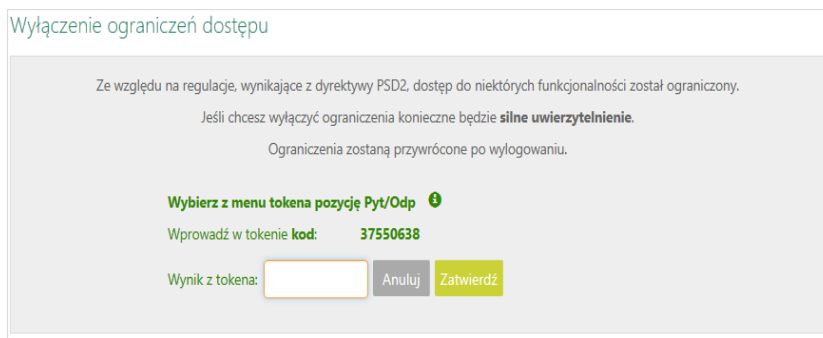 Wyłączenie ograniczeń dostępu
Ze względu na regulacje, wynikające z dyrektywy PSD2, dostęp do niektórych funkcjonalności został ograniczony.
Jeśli chcesz wyłączyć ograniczenia konieczne będzie silne uwierzytelnienie.
Ograniczenia zostaną przywrócone po wylogowaniu.
Wybierz z menu tokena pozycję Pyt/Odp
Wprowadź w tokenie kod: 37550638
Wynik z tokena: Anuluj Zatwierdź